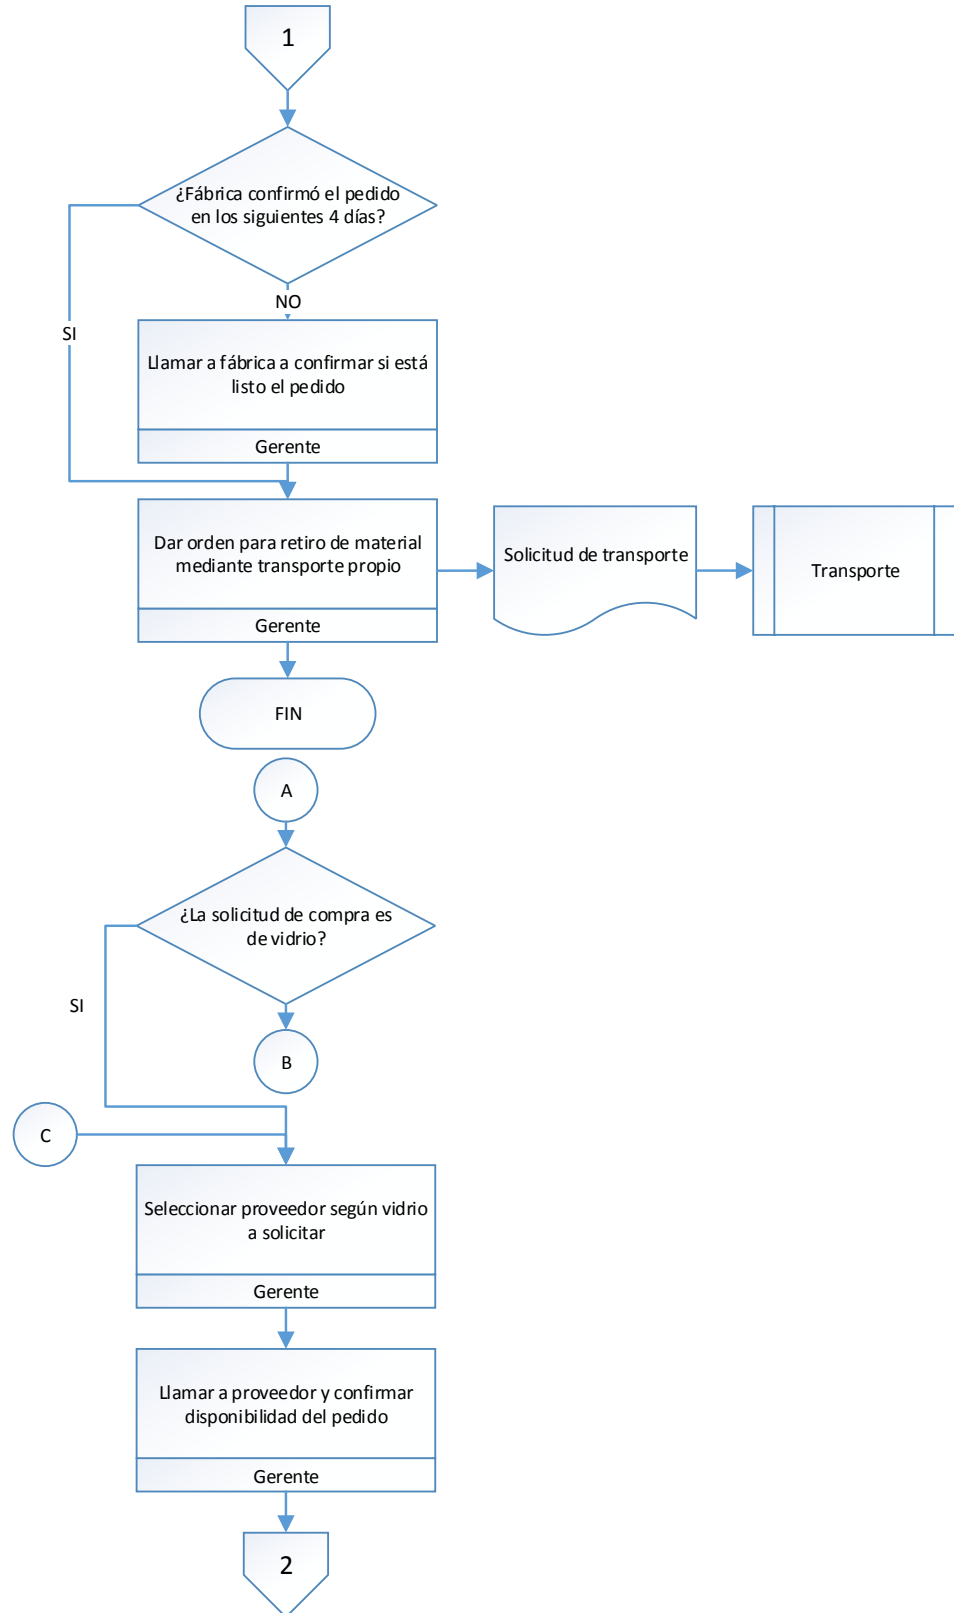 1
¿Fábrica confirmó el pedido
en los siguientes 4 días?
NO
SI
Llamar a fábrica a confirmar si está
listo el pedido
Gerente
Dar orden para retiro de material
mediante transporte propio
Gerente
Solicitud de transporte
Transporte
FIN
A
¿La solicitud de compra es
de vidrio?
SI
B
C
Seleccionar proveedor según vidrio
a solicitar
Gerente
Llamar a proveedor y confirmar
disponibilidad del pedido
Gerente
2